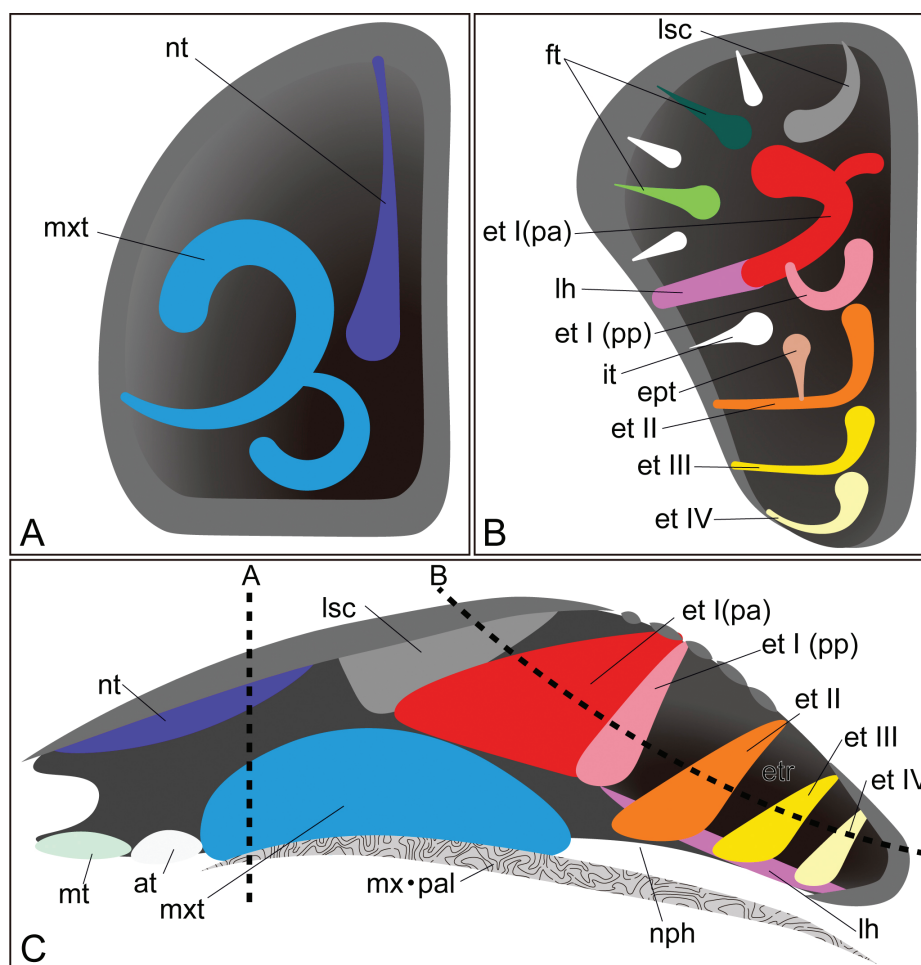 nt
mxt
A
lsc
ft
et I(pa)
lh
et I (pp)
it
ept
et II
et III
et IV
B
A
B
lsc
nt
et I(pa)
et I (pp)
et II
et III
etr
et IV
mt
at
mxt
mx•pal
nph
lh
C